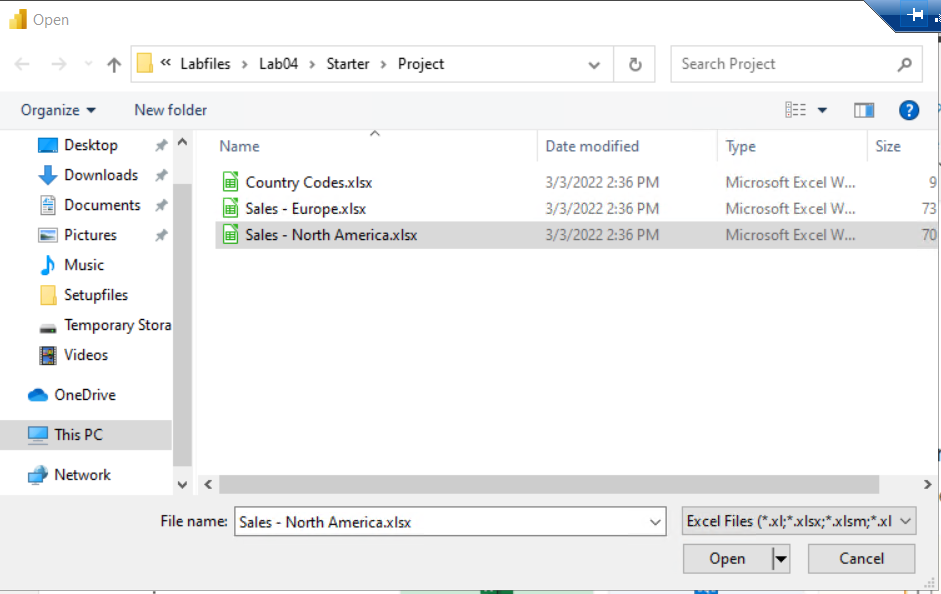 Open
« Labfiles > Lab04 > Starter > Project
Search Project
Organize
New folder
?
Desktop
Downloads
Documents
Pictures
Music
Setupfiles
Temporary Stora
Videos
OneDrive
This PC
Network
Name Date modified Type Size
Country Codes.xlsx 3/3/2022 2:36 PM Microsoft Excel W... 9
Sales - Europe.xlsx 3/3/2022 2:36 PM Microsoft Excel W... 73
Sales - North America.xlsx 3/3/2022 2:36 PM Microsoft Excel W... 70
File name: Sales - North America.xlsx Excel Files (*.xl;*.xlsx;*.xlsm;*.xl
Open Cancel